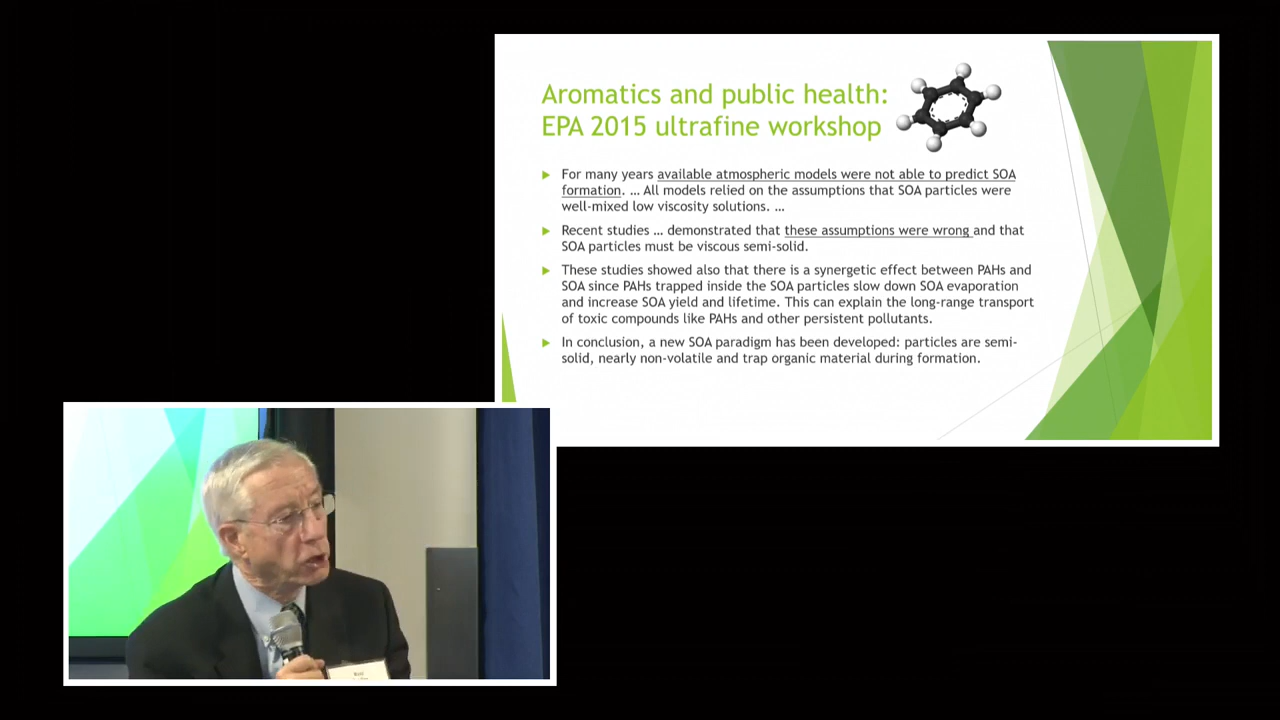 Aromatics and public health:
EPA 2015 ultrafine workshop
For many years available atmospheric models were not able to predict SOA
formation. … All models relied on the assumptions that SOA particles were
well-mixed low viscosity solutions. …
Recent studies … demonstrated that these assumptions were wrong and that
SOA particles must be viscous semi-solid.
These studies showed also that there is a synergetic effect between PAHs and
SOA since PAHs trapped inside the SOA particles slow down SOA evaporation
and increase SOA yield and lifetime. This can explain the long-range transport
of toxic compounds like PAHs and other persistent pollutants.
In conclusion, a new SOA paradigm has been developed: particles are semi-
solid, nearly non-volatile and trap organic material during formation.